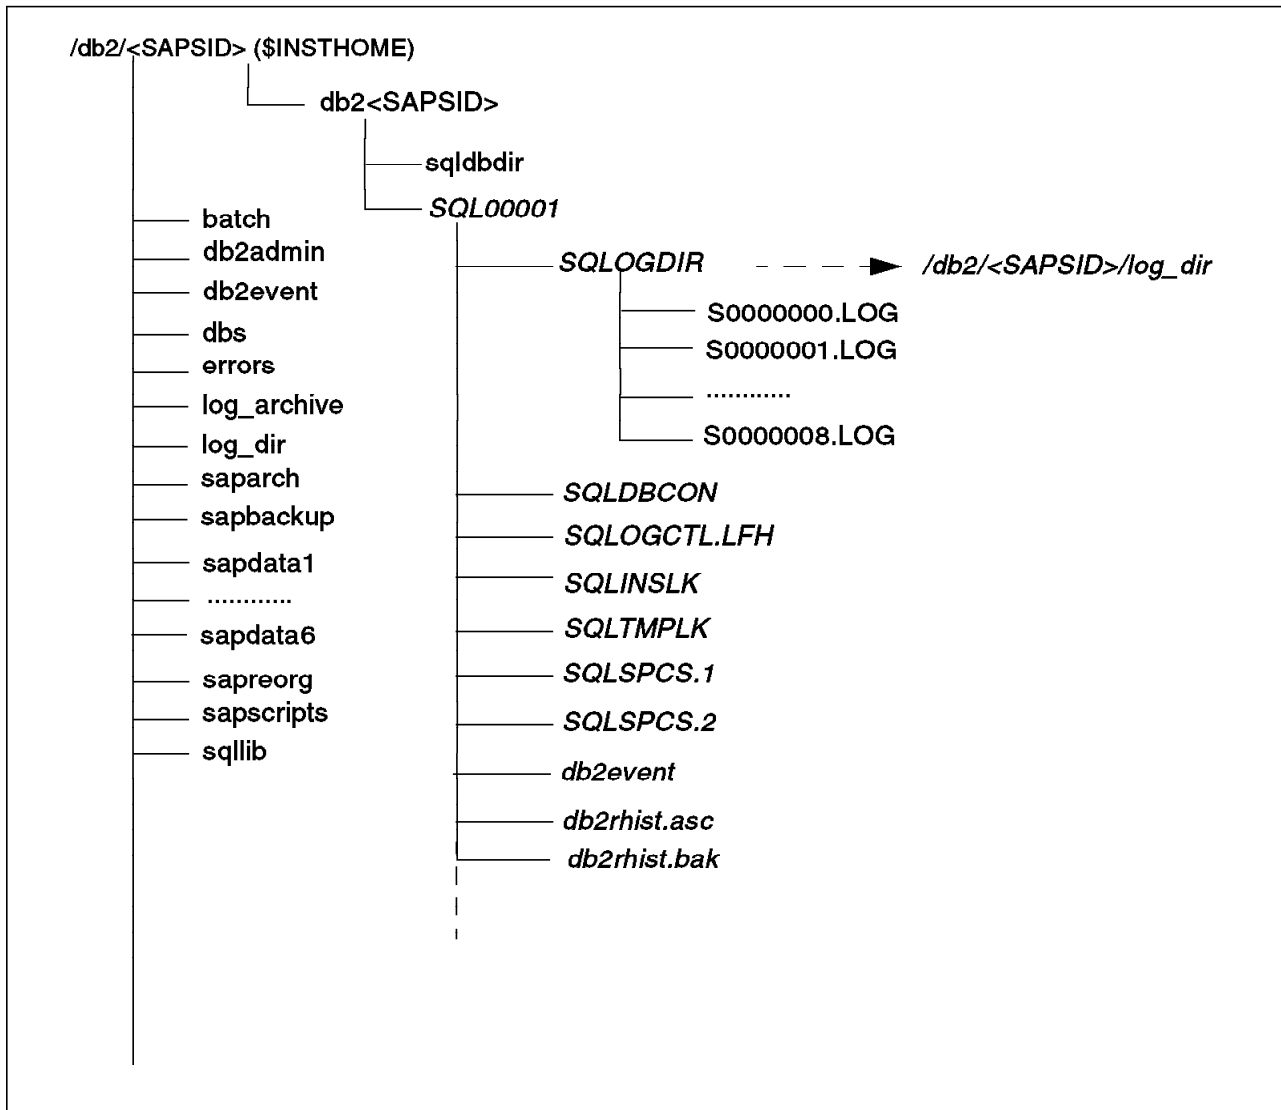 /db2/<SAPSID> ($INSTHOME)
db2<SAPSID>
sqldbdir
SQL00001
batch
db2admin
db2event
dbs
errors
log_archive
log_dir
saparch
sapbackup
sapdata1
............
sapdata6
sapreorg
sapscripts
sqllib
SQLOGDIR
/db2/<SAPSID>/log_dir
S0000000.LOG
S0000001.LOG
............
S0000008.LOG
SQLDBCON
SQLOGCTL.LFH
SQLINSLK
SQLTMPLK
SQLSPCS.1
SQLSPCS.2
db2event
db2rhist.asc
db2rhist.bak